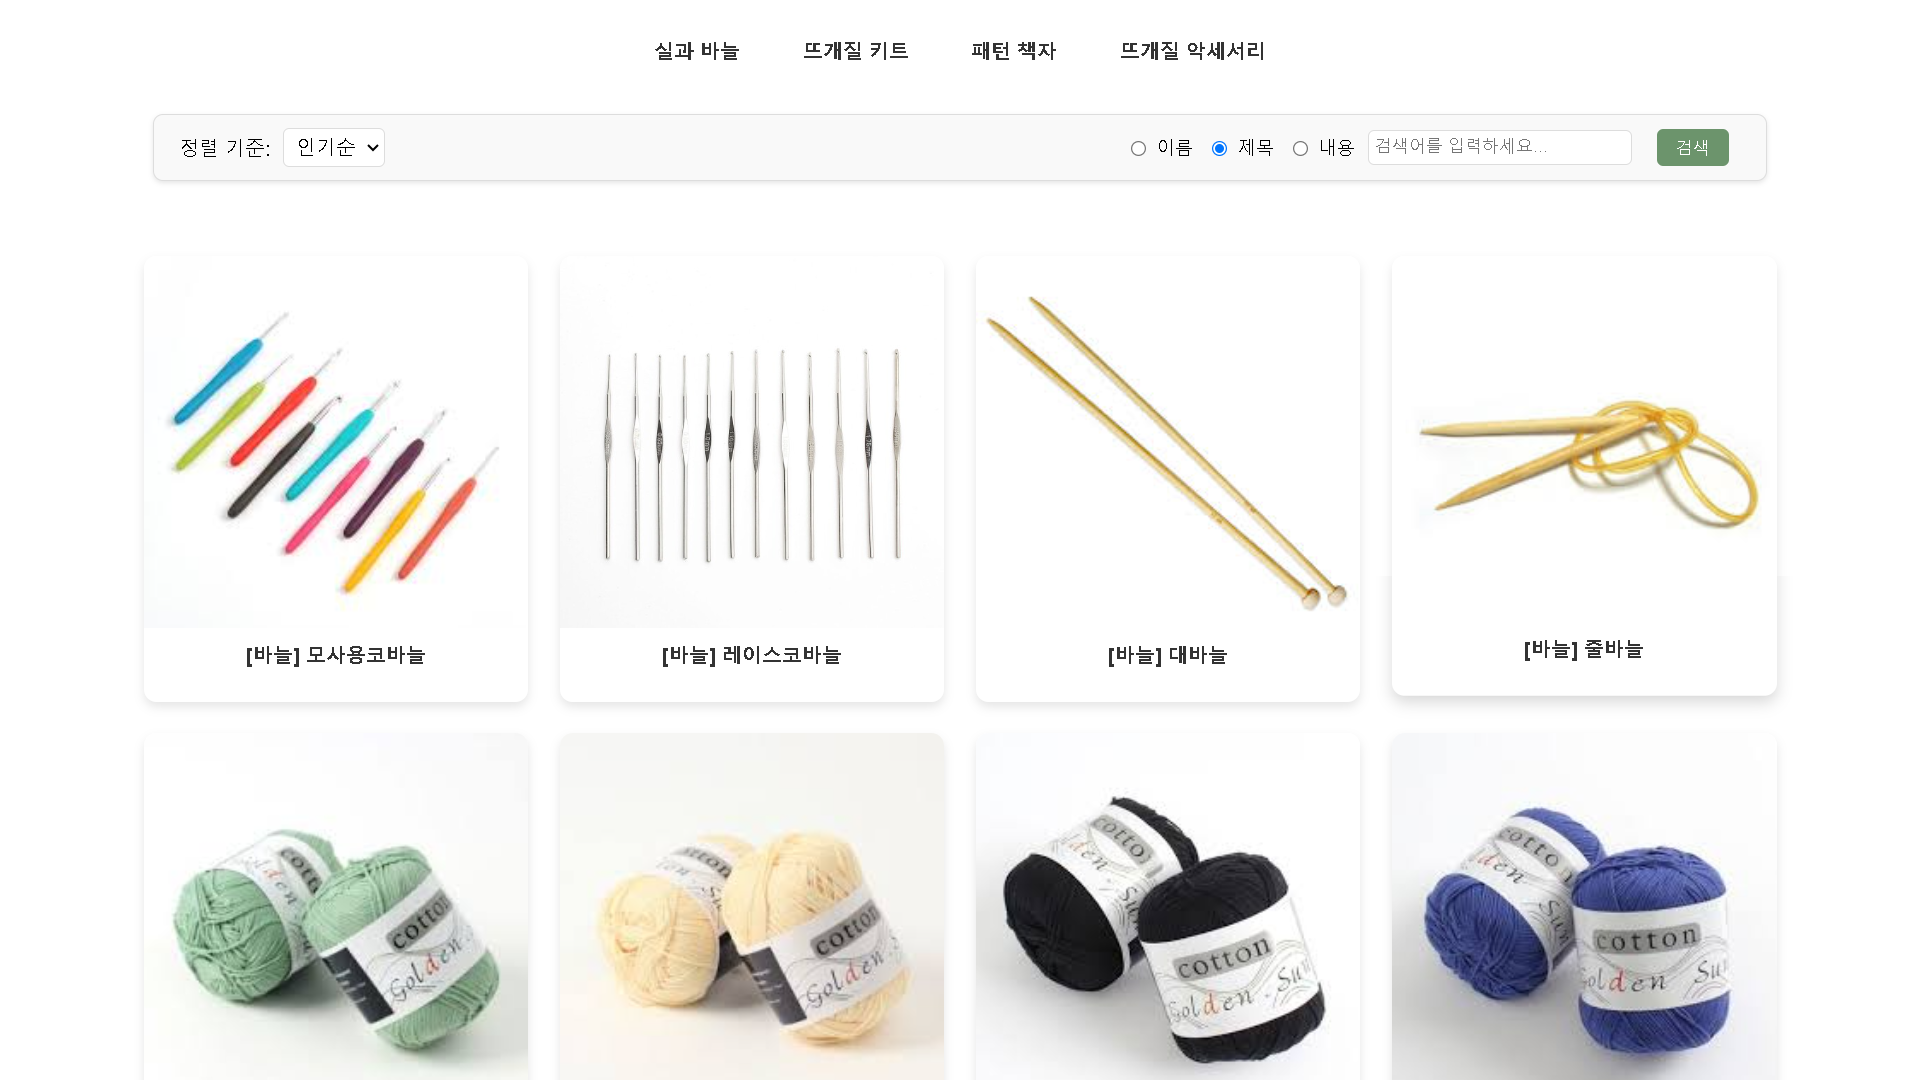 실과 바늘 뜨개질 키트 패턴 책자 뜨개질 악세서리
정렬 기준: 인기순 이름 제목 내용 검색어를 입력하세요... 검색
[바늘] 모사용코바늘 [바늘] 레이스코바늘 [바늘] 대바늘 [바늘] 줄바늘
cotton
Golden
cotton
Golden
cotton
Golden Sun
cotton
Golden Sun